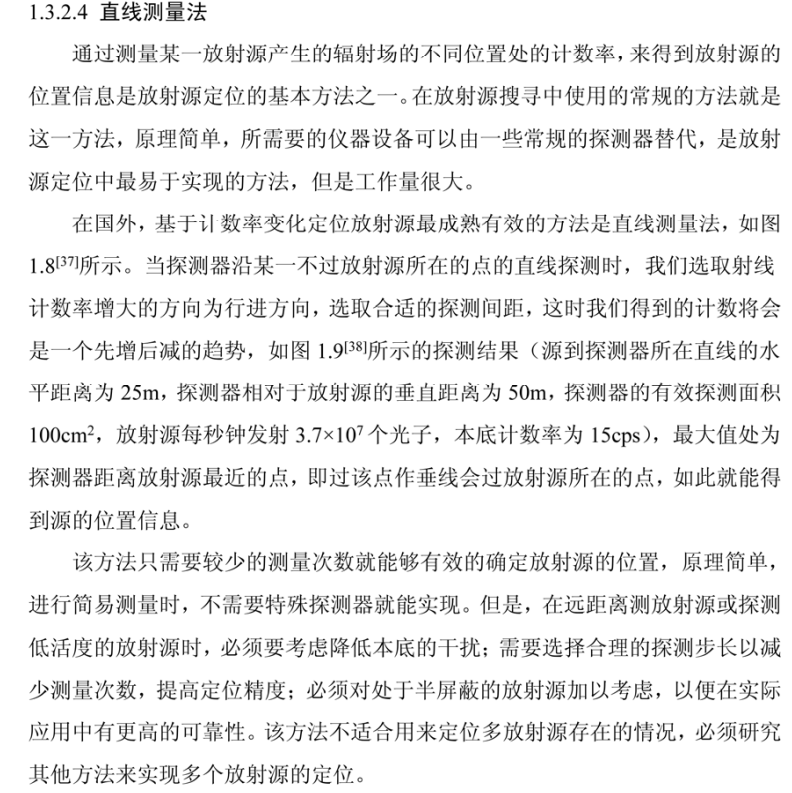 1.3.2.4 直线测量法
通过测量某一放射源产生的辐射场的不同位置处的计数率，来得到放射源的
位置信息是放射源定位的基本方法之一。在放射源搜寻中使用的常规的方法就是
这一方法，原理简单，所需要的仪器设备可以由一些常规的探测器替代，是放射
源定位中最易于实现的方法，但是工作量很大。
在国外，基于计数率变化定位放射源最成熟有效的方法是直线测量法，如图
1.8[37]所示。当探测器沿某一不过放射源所在的点的直线探测时，我们选取射线
计数率增大的方向为行进方向，选取合适的探测间距，这时我们得到的计数将会
是一个先增后减的趋势，如图 1.9[38]所示的探测结果（源到探测器所在直线的水
平距离为 25m，探测器相对于放射源的垂直距离为 50m，探测器的有效探测面积
100cm²，放射源每秒钟发射 3.7×10⁷ 个光子，本底计数率为 15cps），最大值处为
探测器距离放射源最近的点，即过该点作垂线会过放射源所在的点，如此就能得
到源的位置信息。
该方法只需要较少的测量次数就能够有效的确定放射源的位置，原理简单，
进行简易测量时，不需要特殊探测器就能实现。但是，在远距离测放射源或探测
低活度的放射源时，必须要考虑降低本底的干扰；需要选择合理的探测步长以减
少测量次数，提高定位精度；必须对处于半屏蔽的放射源加以考虑，以便在实际
应用中有更高的可靠性。该方法不适合用来定位多放射源存在的情况，必须研究
其他方法来实现多个放射源的定位。